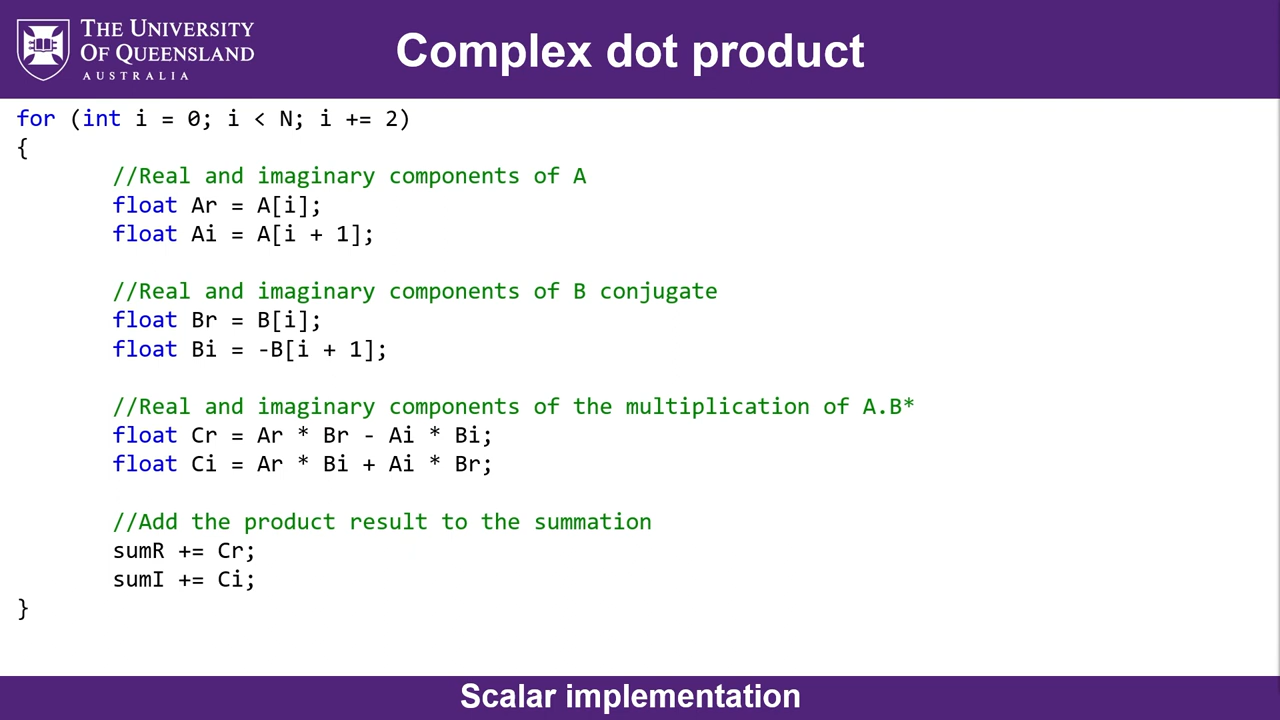 THE UNIVERSITY
OF QUEENSLAND
AUSTRALIA
Complex dot product
for (int i = 0; i < N; i += 2)
{
//Real and imaginary components of A
float Ar = A[i];
float Ai = A[i + 1];
//Real and imaginary components of B conjugate
float Br = B[i];
float Bi = -B[i + 1];
//Real and imaginary components of the multiplication of A.B*
float Cr = Ar * Br - Ai * Bi;
float Ci = Ar * Bi + Ai * Br;
//Add the product result to the summation
sumR += Cr;
sumI += Ci;
}
Scalar implementation